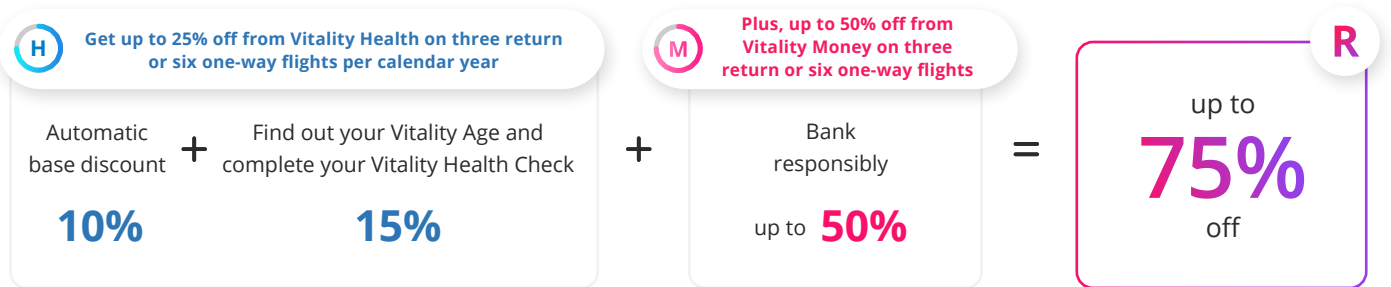 H
Get up to 25% off from Vitality Health on three return
or six one-way flights per calendar year
Automatic
base discount
10%
+
Find out your Vitality Age and
complete your Vitality Health Check
15%
+
M
Plus, up to 50% off from
Vitality Money on three
return or six one-way flights
Bank
responsibly
up to 50%
=
R
up to
75%
off